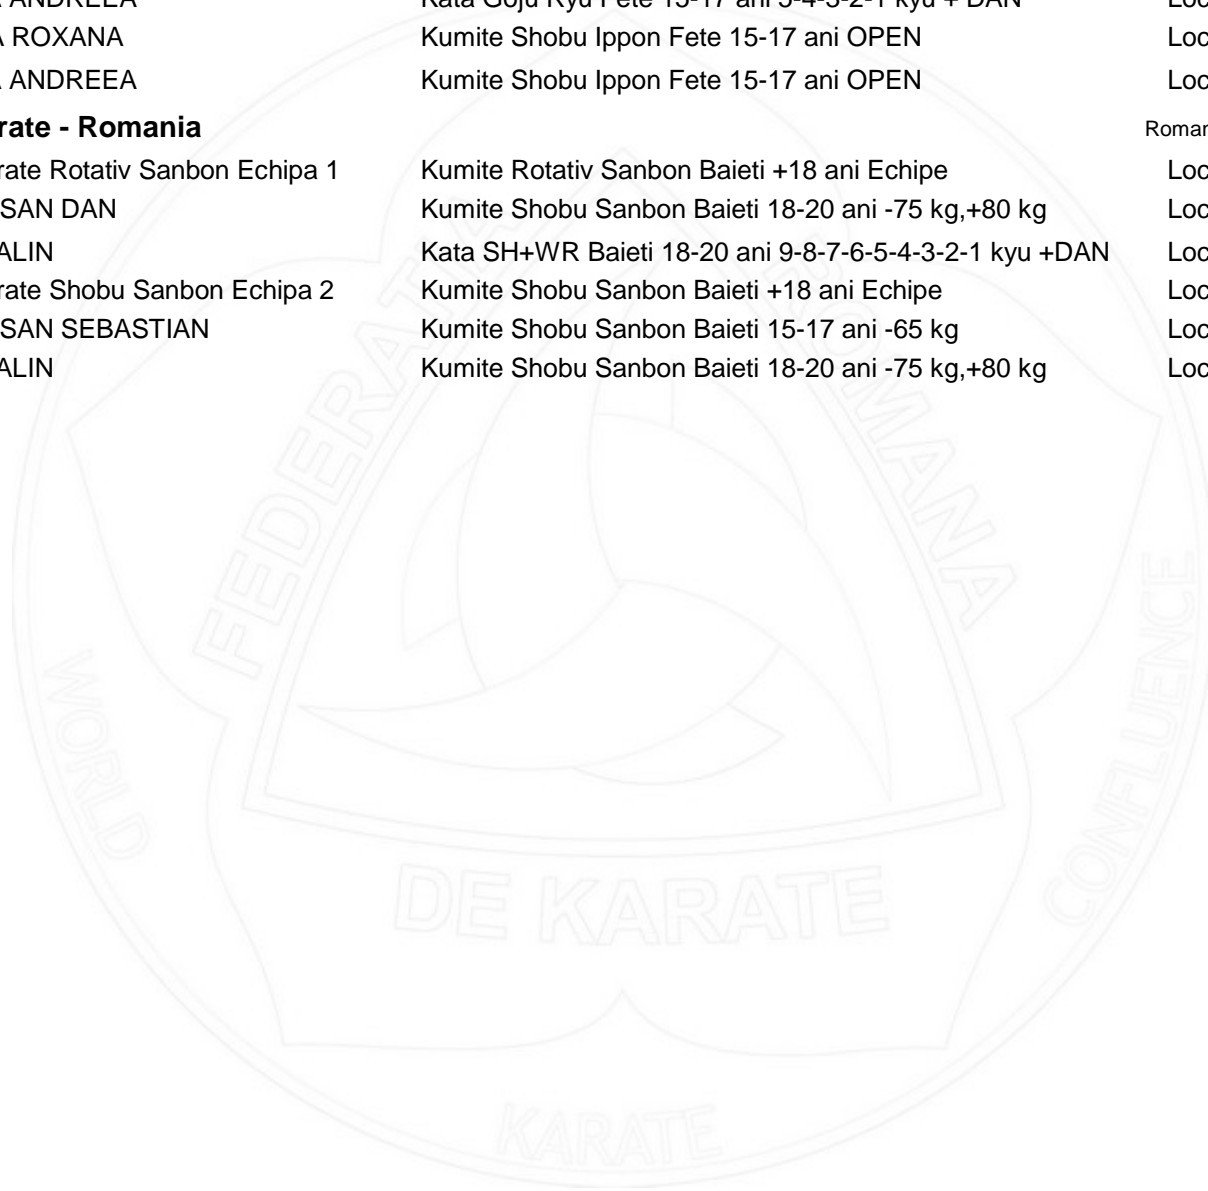 ANDREEA Kata Goju Ryu Fete 15-17 ani 5-4-3-2-1 kyu + DAN Loc
A ROXANA Kumite Shobu Ippon Fete 15-17 ani OPEN Loc
ANDREEA Kumite Shobu Ippon Fete 15-17 ani OPEN Loc
rate - Romania Roman
rate Rotativ Sanbon Echipa 1 Kumite Rotativ Sanbon Baieti +18 ani Echipe Loc
SAN DAN Kumite Shobu Sanbon Baieti 18-20 ani -75 kg,+80 kg Loc
ALIN Kata SH+WR Baieti 18-20 ani 9-8-7-6-5-4-3-2-1 kyu +DAN Loc
rate Shobu Sanbon Echipa 2 Kumite Shobu Sanbon Baieti +18 ani Echipe Loc
SAN SEBASTIAN Kumite Shobu Sanbon Baieti 15-17 ani -65 kg Loc
ALIN Kumite Shobu Sanbon Baieti 18-20 ani -75 kg,+80 kg Loc
FEDERATIA ROMANA
WORLD CONFLUENCE
DE KARATE
KARATE